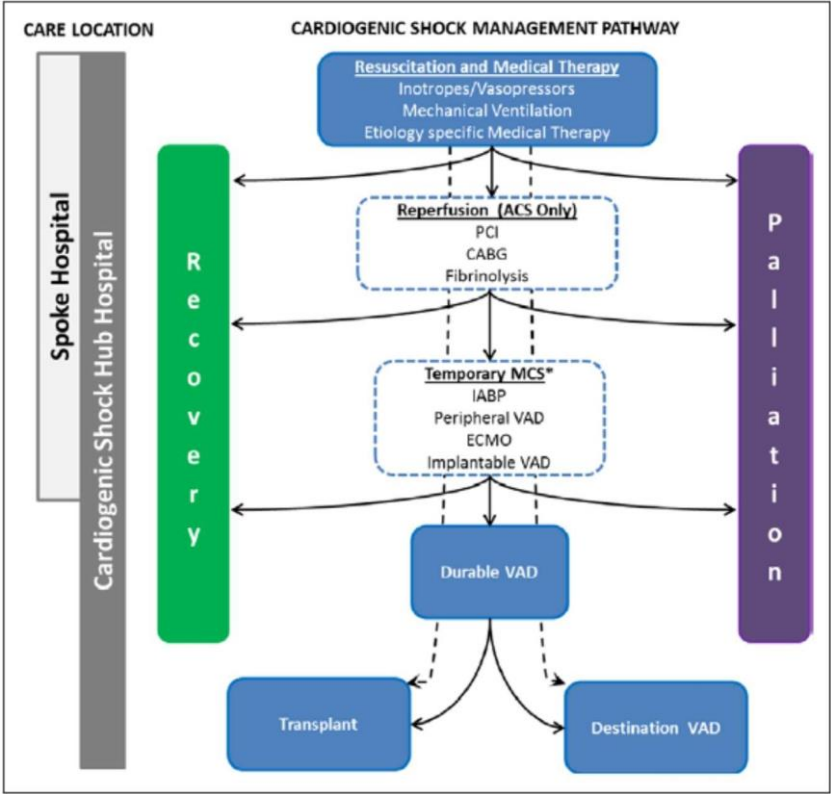 CARE LOCATION
CARDIOGENIC SHOCK MANAGEMENT PATHWAY
Spoke Hospital
Cardiogenic Shock Hub Hospital
Resuscitation and Medical Therapy
Inotropes/Vasopressors
Mechanical Ventilation
Etiology specific Medical Therapy
Recovery
Reperfusion (ACS Only)
PCI
CABG
Fibrinolysis
Temporary MCS*
IABP
Peripheral VAD
ECMO
Implantable VAD
Palliation
Durable VAD
Transplant
Destination VAD